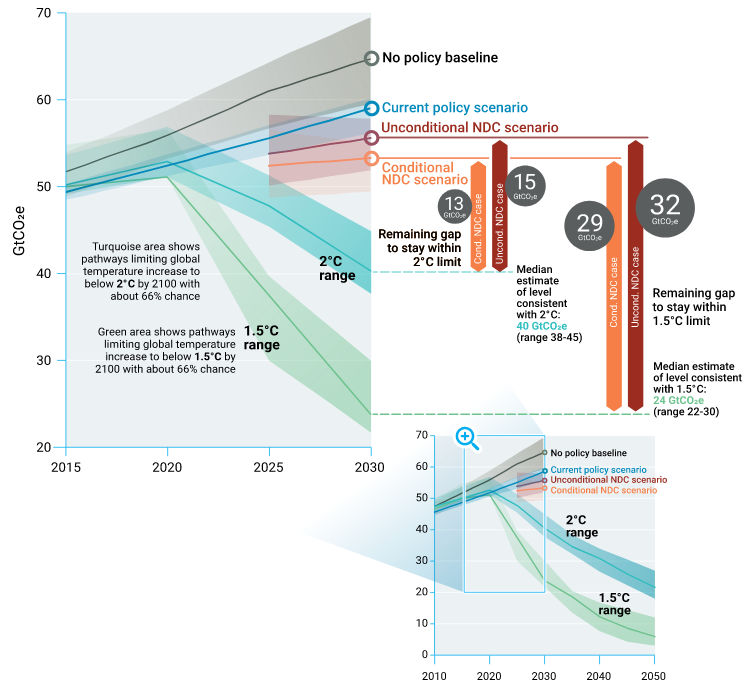 70
60
50
40
30
20
GtCO₂e
2015
2020
2025
2030
No policy baseline
Current policy scenario
Unconditional NDC scenario
Conditional
NDC scenario
Turquoise area shows
pathways limiting global
temperature increase to
below 2°C by 2100 with
about 66% chance
2°C
range
Green area shows pathways
limiting global temperature
increase to below 1.5°C by
2100 with about 66% chance
1.5°C
range
13
GtCO₂e
15
GtCO₂e
29
GtCO₂e
32
GtCO₂e
Cond. NDC case
Uncond. NDC case
Cond. NDC case
Uncond. NDC case
Remaining gap
to stay within
2°C limit
Median
estimate
of level
consistent
with 2°C:
40 GtCO₂e
(range 38-45)
Remaining gap
to stay within
1.5°C limit
Median estimate
of level consistent
with 1.5°C:
24 GtCO₂e
(range 22-30)
70
60
50
40
30
20
10
0
2010
2020
2030
2040
2050
No policy baseline
Current policy scenario
Unconditional NDC scenario
Conditional NDC scenario
2°C
range
1.5°C
range